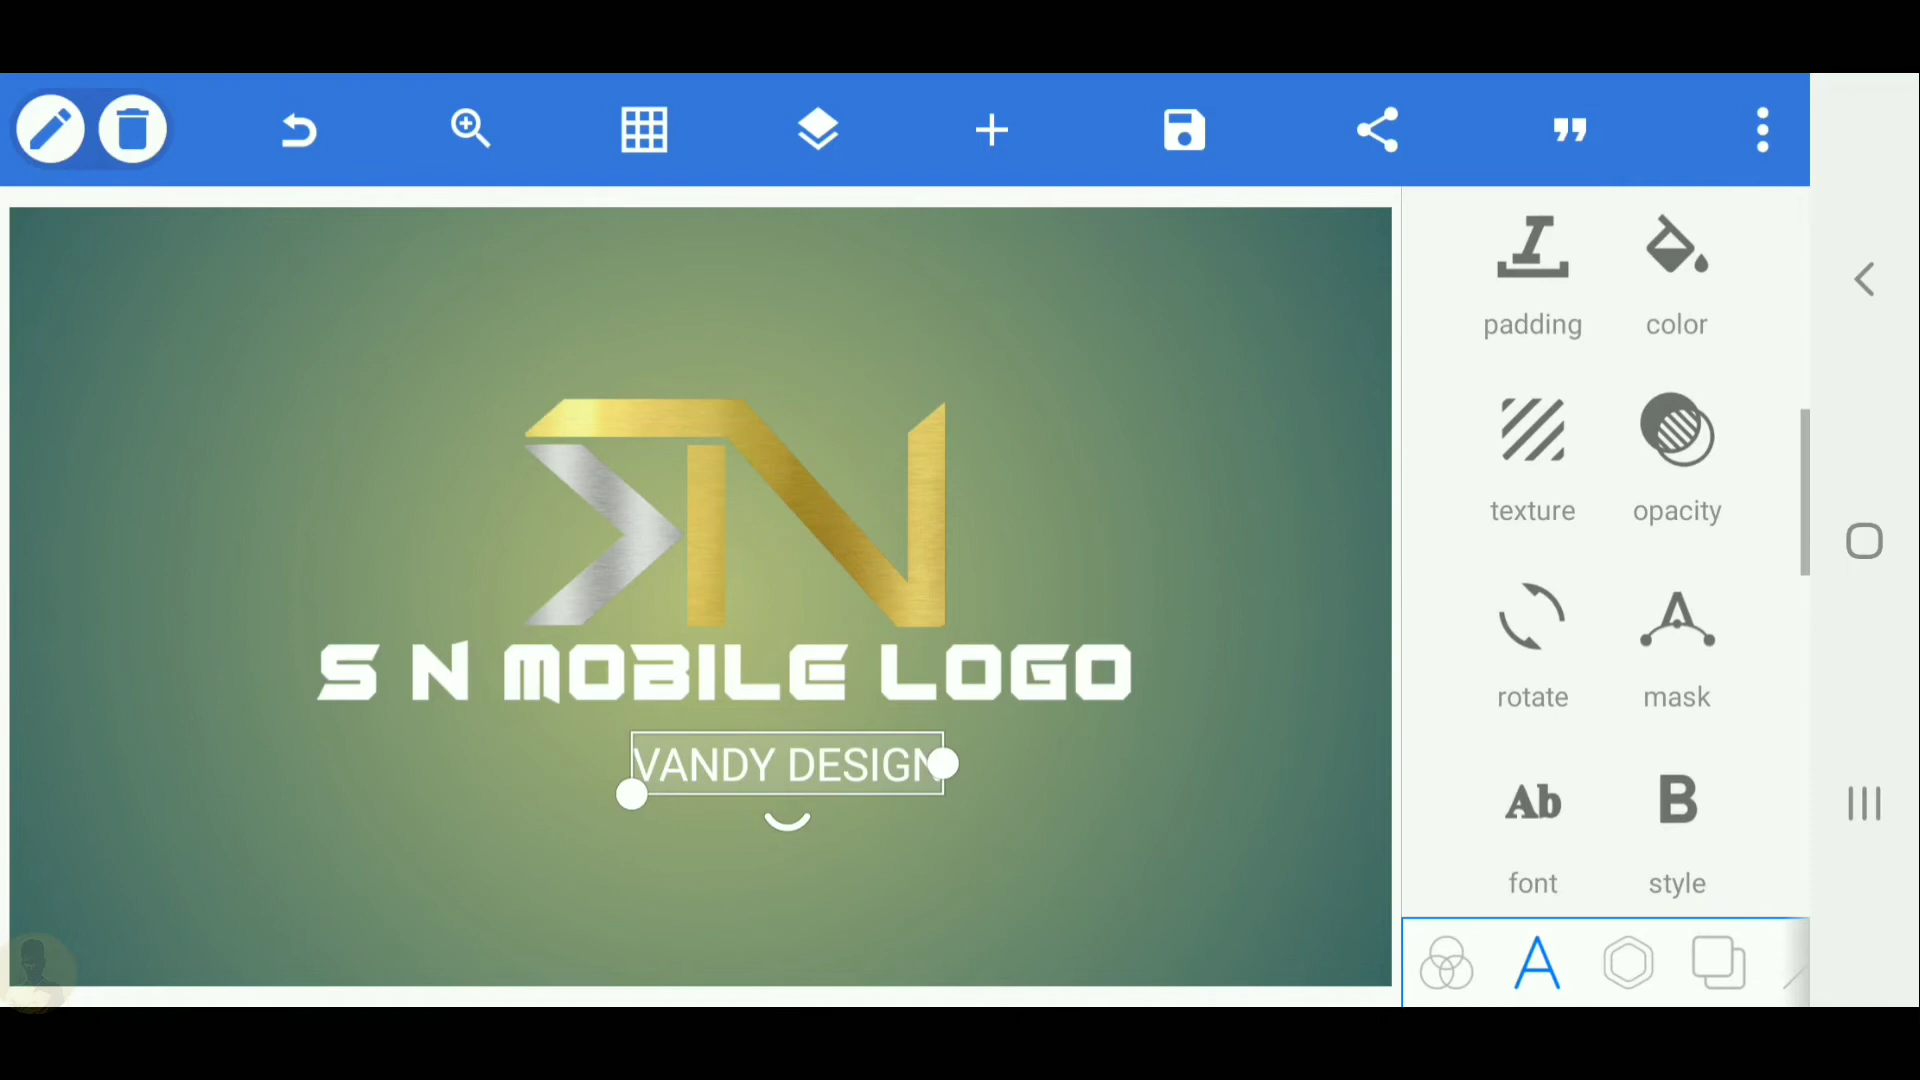 padding color
texture opacity
rotate mask
Ab B
font style
A
S N MOBILE LOGO
VANDY DESIGN